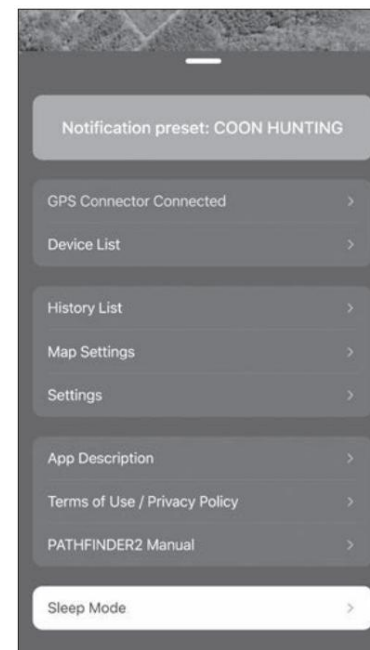 Notification preset: COON HUNTING
GPS Connector Connected
Device List
History List
Map Settings
Settings
App Description
Terms of Use / Privacy Policy
PATHFINDER2 Manual
Sleep Mode